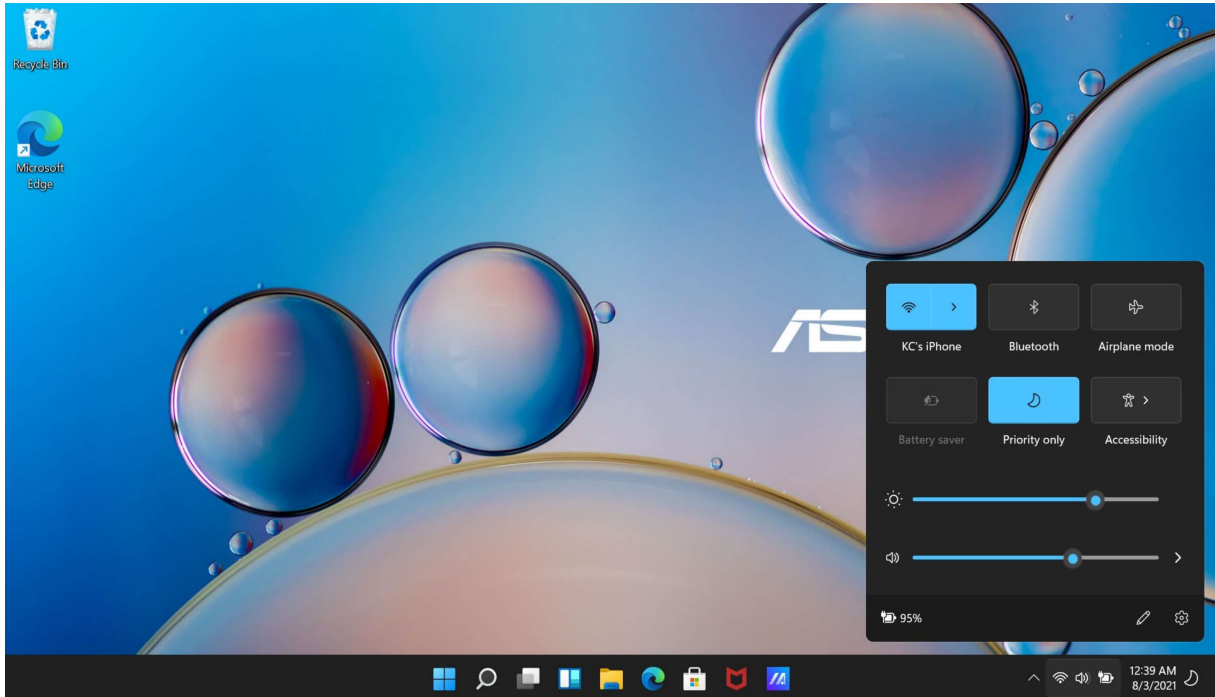 Recycle Bin
Microsoft
Edge
KC's iPhone
Bluetooth
Airplane mode
Battery saver
Priority only
Accessibility
95%
12:39 AM
8/3/2021